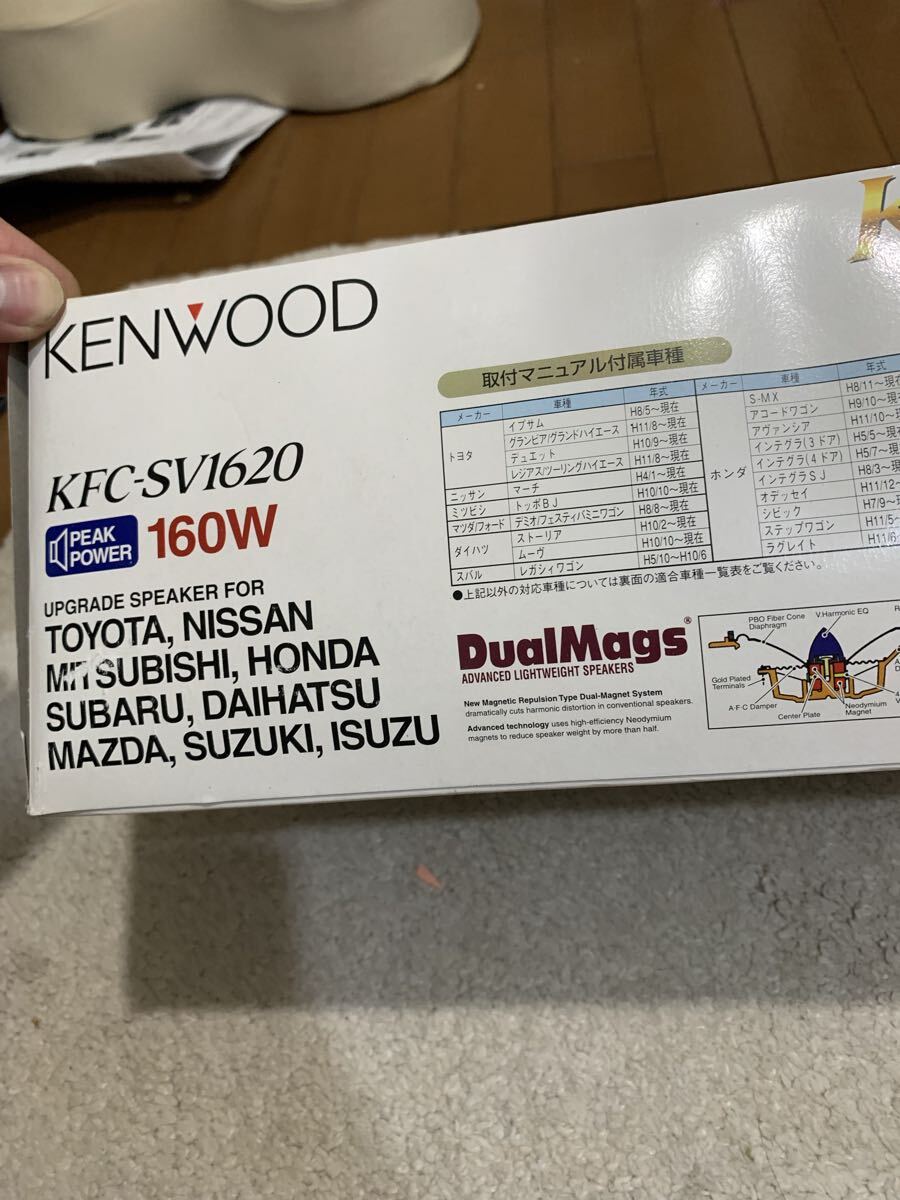 KENWOOD
KFC-SV1620
PEAK
POWER
160W
UPGRADE SPEAKER FOR
TOYOTA, NISSAN
MITSUBISHI, HONDA
SUBARU, DAIHATSU
MAZDA, SUZUKI, ISUZU
取付マニュアル付属車種
メーカー 車種 年式
トヨタ イプサム H8/5〜現在
グランビア/グランドハイエース H11/8〜現在
デュエット H10/9〜現在
レジアス/ツーリングハイエース H11/8〜現在
ニッサン マーチ H4/1〜現在
ミツビシ トッポBJ H10/10〜現在
マツダ/フォード デミオ/フェスティバミニワゴン H8/8〜現在
ダイハツ ストーリア H10/2〜現在
ムーヴ H10/10〜現在
スバル レガシィワゴン H5/10〜H10/6
メーカー 車種 年式
ホンダ S-MX H8/11〜現在
アコードワゴン H9/10〜現在
アヴァンシア H11/10〜
インテグラ(3ドア) H5/5〜現
インテグラ(4ドア) H5/7〜現
インテグラSJ H8/3〜現
オデッセイ H11/12〜
シビック H7/9〜現
ステップワゴン H11/5〜
ラグレイト H11/6〜
●上記以外の対応車種については裏面の適合車種一覧表をご覧ください。
DualMags®
ADVANCED LIGHTWEIGHT SPEAKERS
New Magnetic Repulsion Type Dual-Magnet System
dramatically cuts harmonic distortion in conventional speakers.
Advanced technology uses high-efficiency Neodymium
magnets to reduce speaker weight by more than half.
PBO Fiber Cone
Diaphragm
V.Harmonic EQ
Gold Plated
Terminals
A·F·C Damper
Center Plate
Neodymium
Magnet